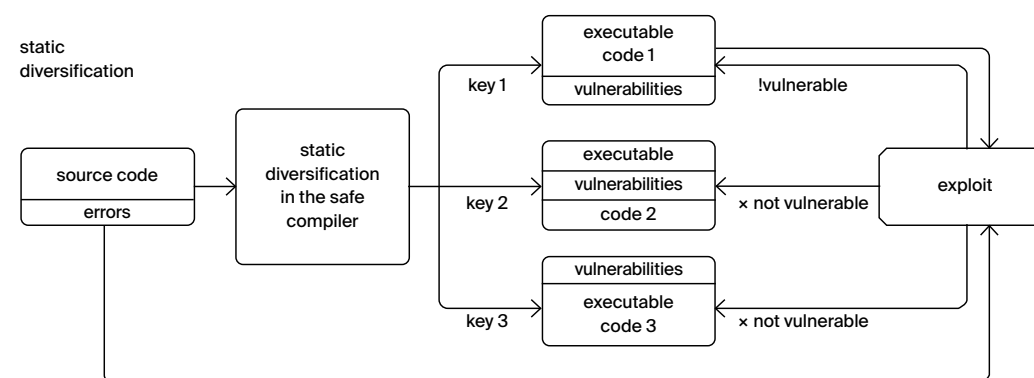 static
diversification
source code
errors
static
diversification
in the safe
compiler
key 1
key 2
key 3
executable
code 1
vulnerabilities
executable
vulnerabilities
code 2
vulnerabilities
executable
code 3
!vulnerable
× not vulnerable
× not vulnerable
exploit